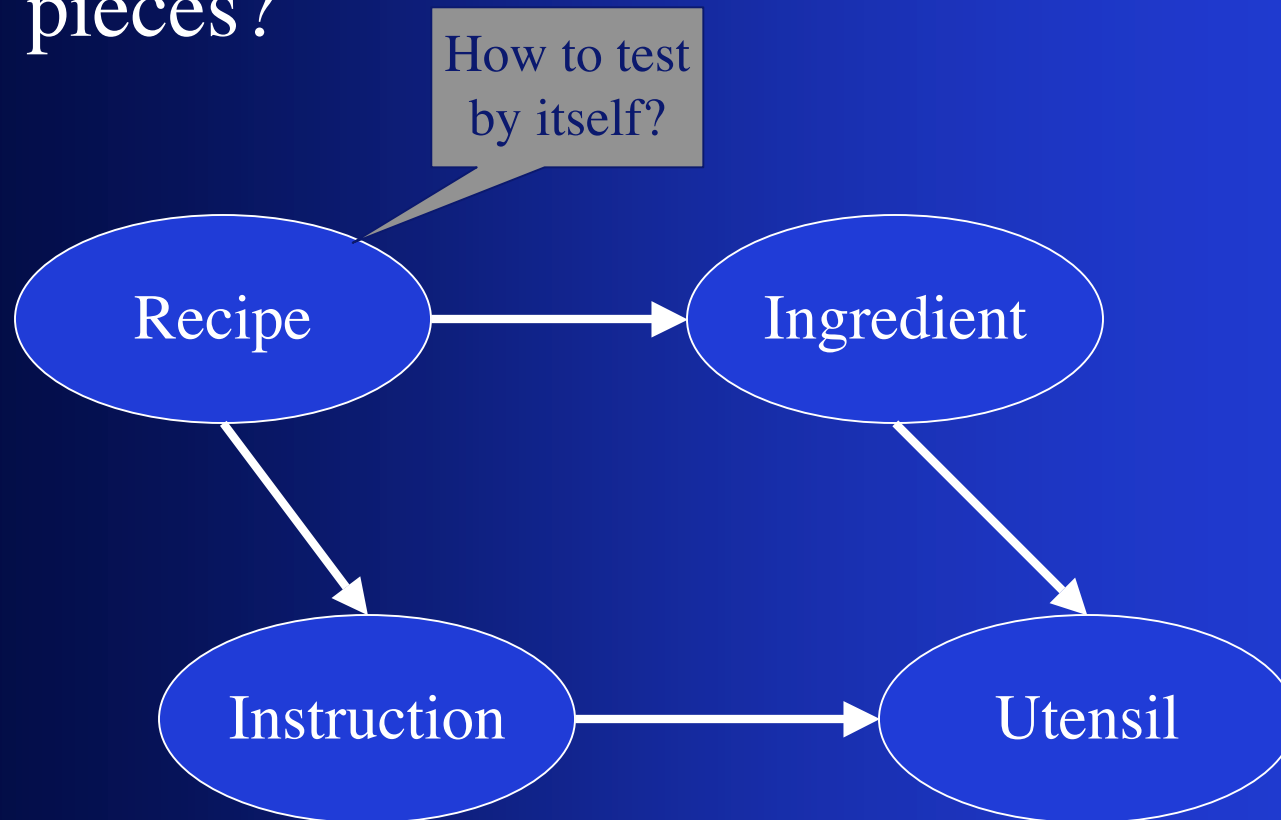 pieces?
How to test
by itself?
Recipe
Ingredient
Instruction
Utensil